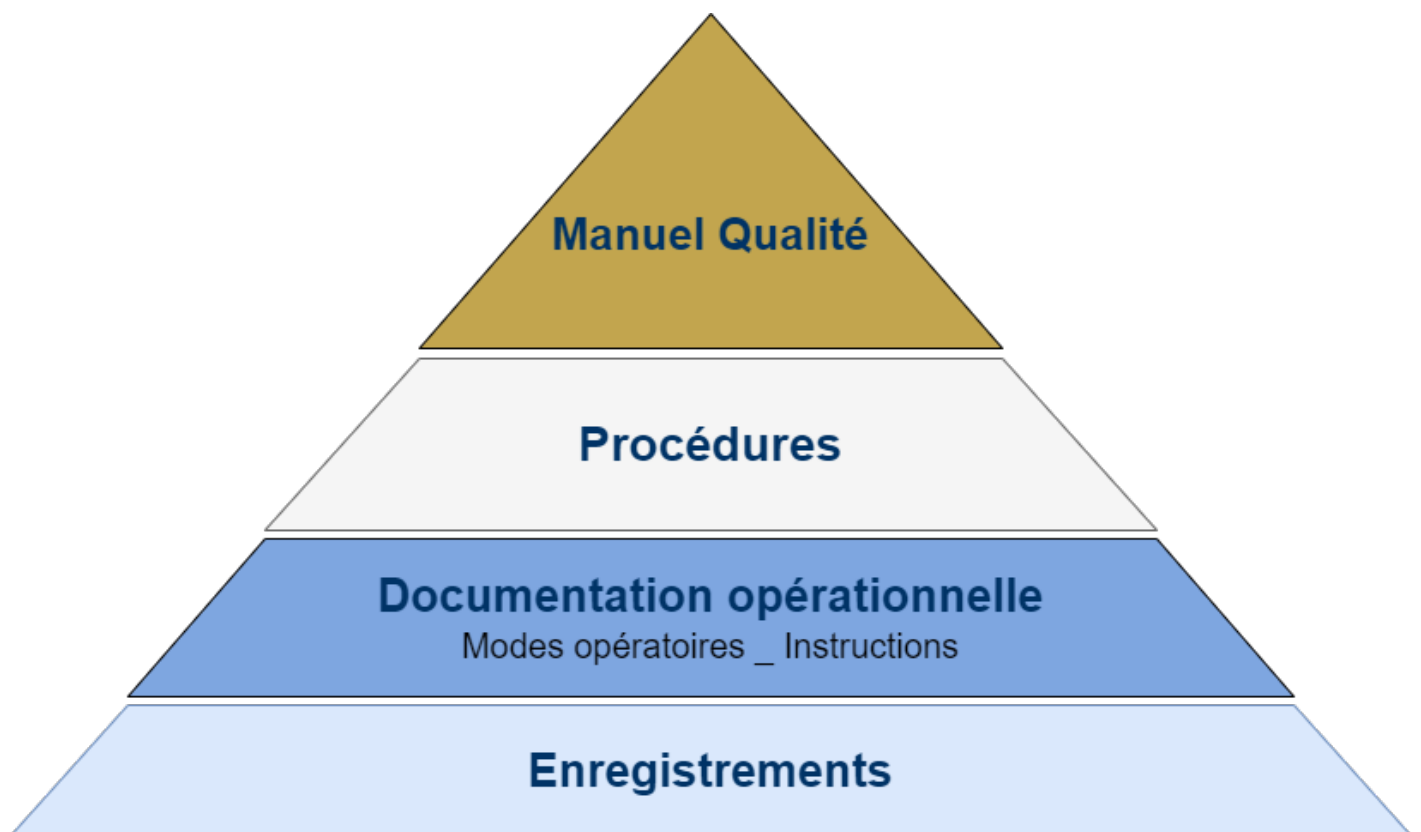 Manuel Qualité
Procédures
Documentation opérationnelle
Modes opératoires _ Instructions
Enregistrements